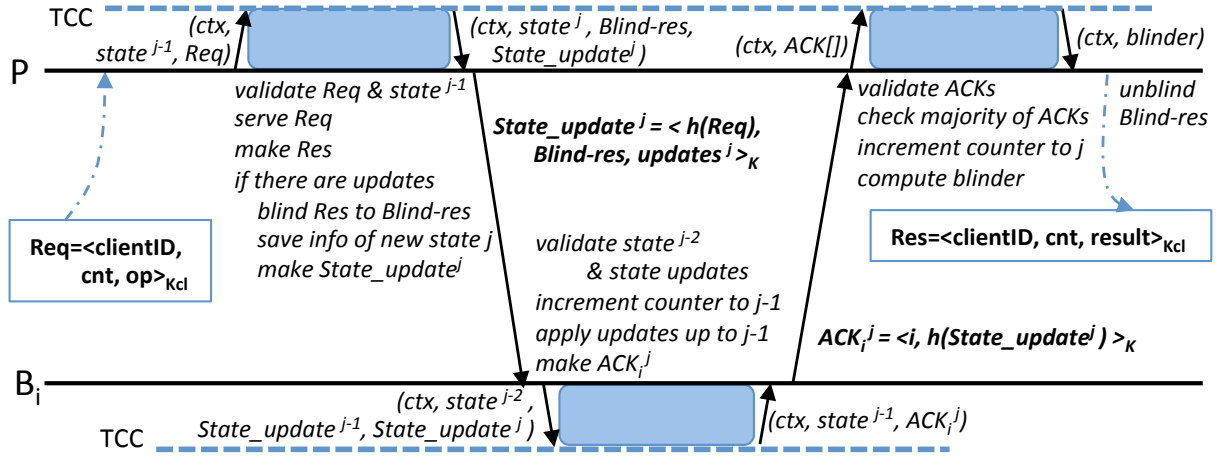 TCC
(ctx,
state j-1, Req)
(ctx, state j, Blind-res,
State_update j)
(ctx, ACK[])
(ctx, blinder)
P
validate Req & state j-1
serve Req
make Res
if there are updates
blind Res to Blind-res
save info of new state j
make State_update j
State_update j = < h(Req),
Blind-res, updates j >K
validate ACKs
check majority of ACKs
increment counter to j
compute blinder
unblind
Blind-res
Req=<clientID,
cnt, op>Kcl
Res=<clientID, cnt, result>Kcl
validate state j-2
& state updates
increment counter to j-1
apply updates up to j-1
make ACKi j
ACKi j = <i, h(State_update j) >K
Bi
(ctx, state j-2,
State_update j-1, State_update j)
(ctx, state j-1, ACKi j)
TCC